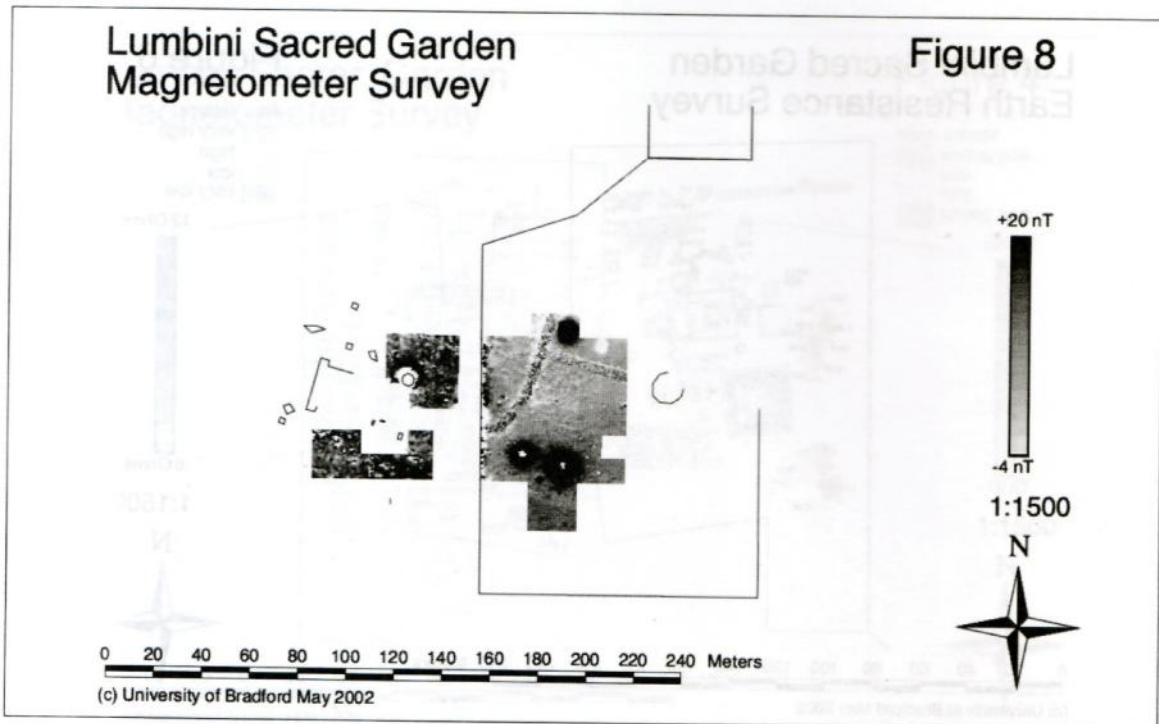 Lumbini Sacred Garden
Magnetometer Survey
Figure 8
+20 nT
-4 nT
1:1500
N
0 20 40 60 80 100 120 140 160 180 200 220 240 Meters
(c) University of Bradford May 2002